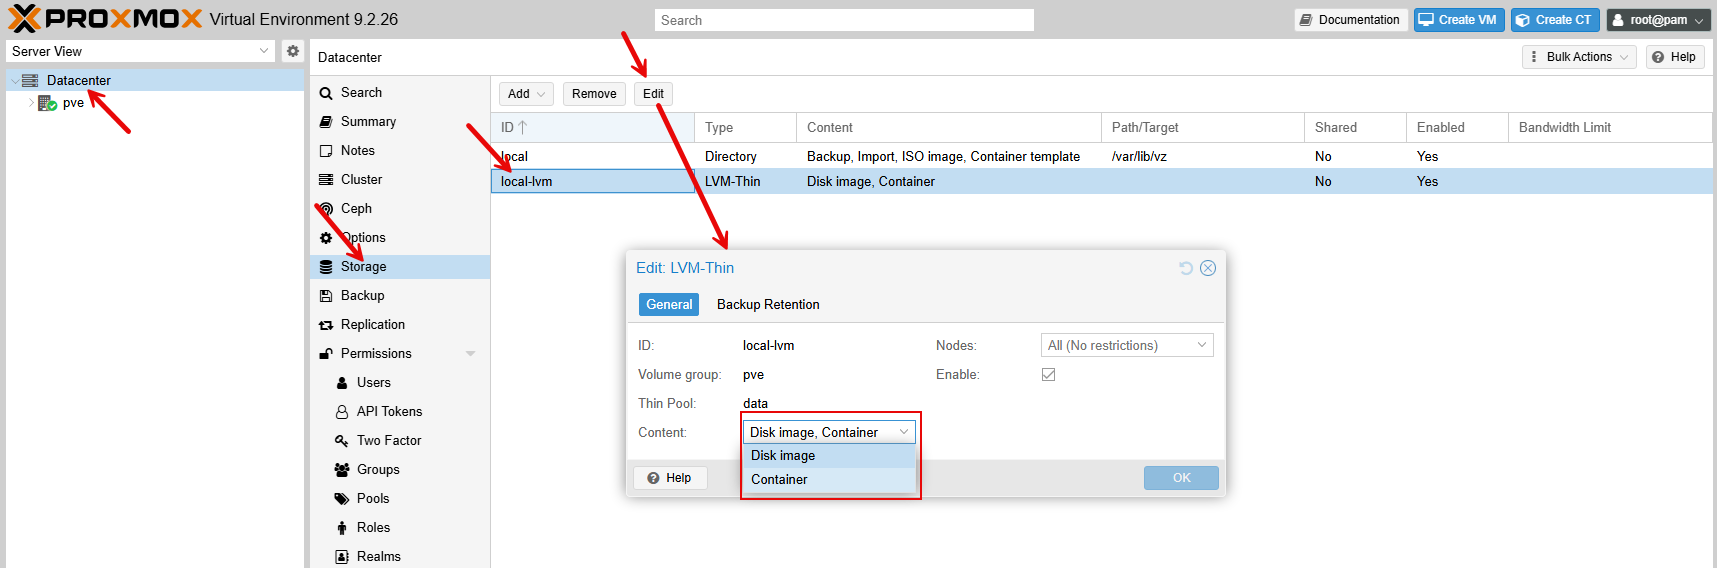 PROXMOX Virtual Environment 9.2.26 Search Documentation Create VM Create CT root@pam
Server View
Datacenter
pve
Datacenter Bulk Actions Help
Search
Summary
Notes
Cluster
Ceph
Options
Storage
Backup
Replication
Permissions
Users
API Tokens
Two Factor
Groups
Pools
Roles
Realms
Add Remove Edit
ID Type Content Path/Target Shared Enabled Bandwidth Limit
local Directory Backup, Import, ISO image, Container template /var/lib/vz No Yes
local-lvm LVM-Thin Disk image, Container No Yes
Edit: LVM-Thin
General Backup Retention
ID: local-lvm Nodes: All (No restrictions)
Volume group: pve Enable:
Thin Pool: data
Content: Disk image, Container
Disk image
Container
Help OK